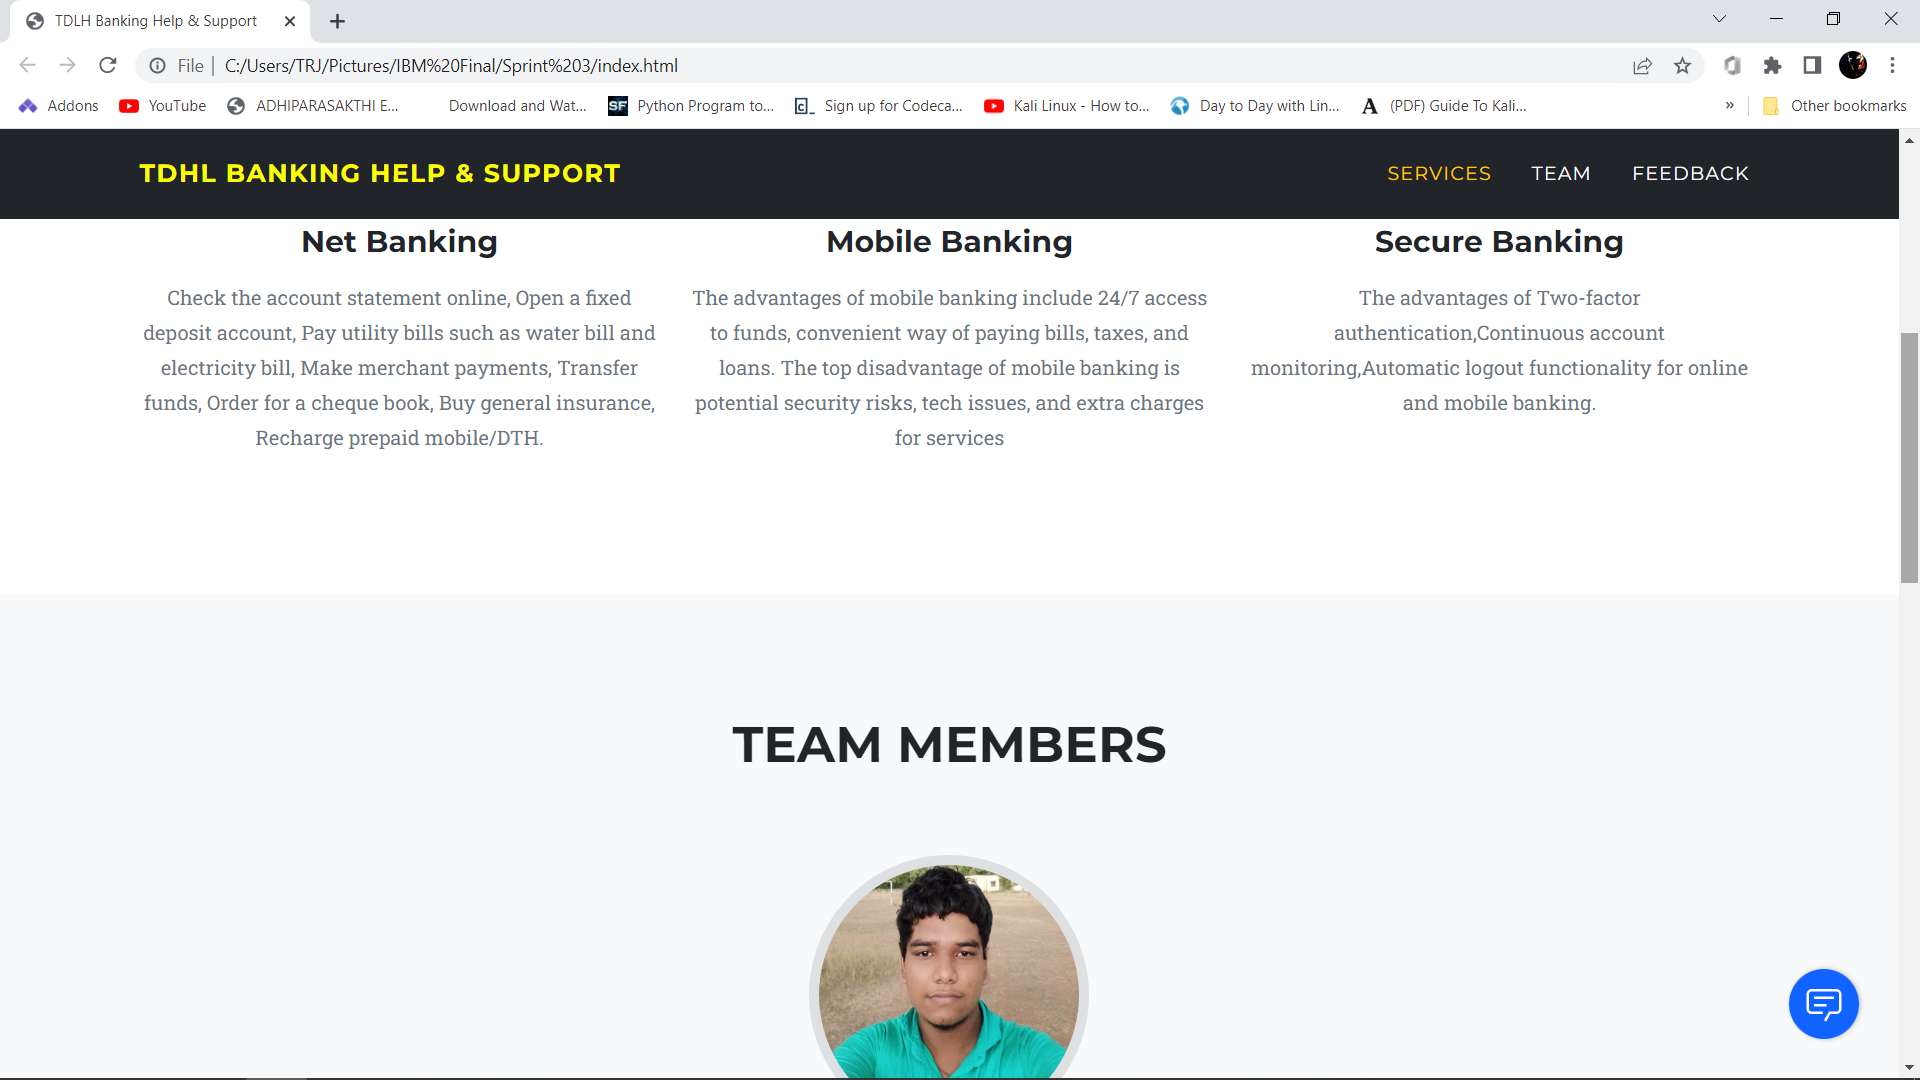 TDLH Banking Help & Support
File
C:/Users/TRJ/Pictures/IBM%20Final/Sprint%203/index.html
Addons
YouTube
ADHIPARASAKTHI E...
Download and Wat...
SF
Python Program to...
Sign up for Codeca...
Kali Linux - How to...
Day to Day with Lin...
(PDF) Guide To Kali...
»
Other bookmarks
TDHL BANKING HELP & SUPPORT
SERVICES
TEAM
FEEDBACK
Net Banking
Check the account statement online, Open a fixed
deposit account, Pay utility bills such as water bill and
electricity bill, Make merchant payments, Transfer
funds, Order for a cheque book, Buy general insurance,
Recharge prepaid mobile/DTH.
Mobile Banking
The advantages of mobile banking include 24/7 access
to funds, convenient way of paying bills, taxes, and
loans. The top disadvantage of mobile banking is
potential security risks, tech issues, and extra charges
for services
Secure Banking
The advantages of Two-factor
authentication,Continuous account
monitoring,Automatic logout functionality for online
and mobile banking.
TEAM MEMBERS